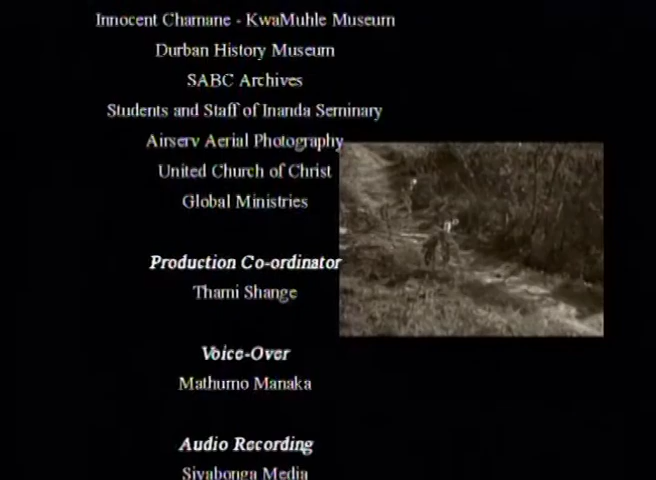 Innocent Chamane - KwaMuhle Museum
Durban History Museum
SABC Archives
Students and Staff of Inanda Seminary
Airserv Aerial Photography
United Church of Christ
Global Ministries
Production Co-ordinator
Thami Shange
Voice-Over
Mathumo Manaka
Audio Recording
Siyabonga Media